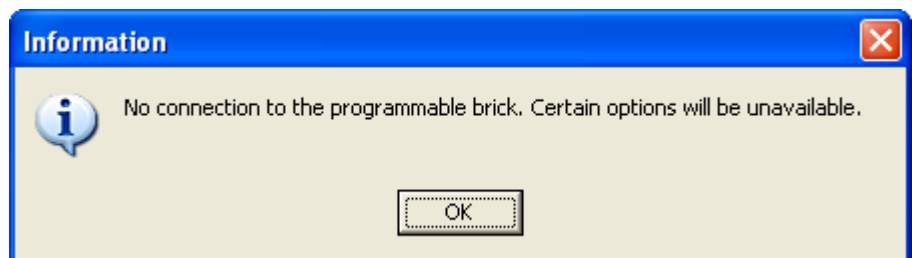 Information
No connection to the programmable brick. Certain options will be unavailable.
OK